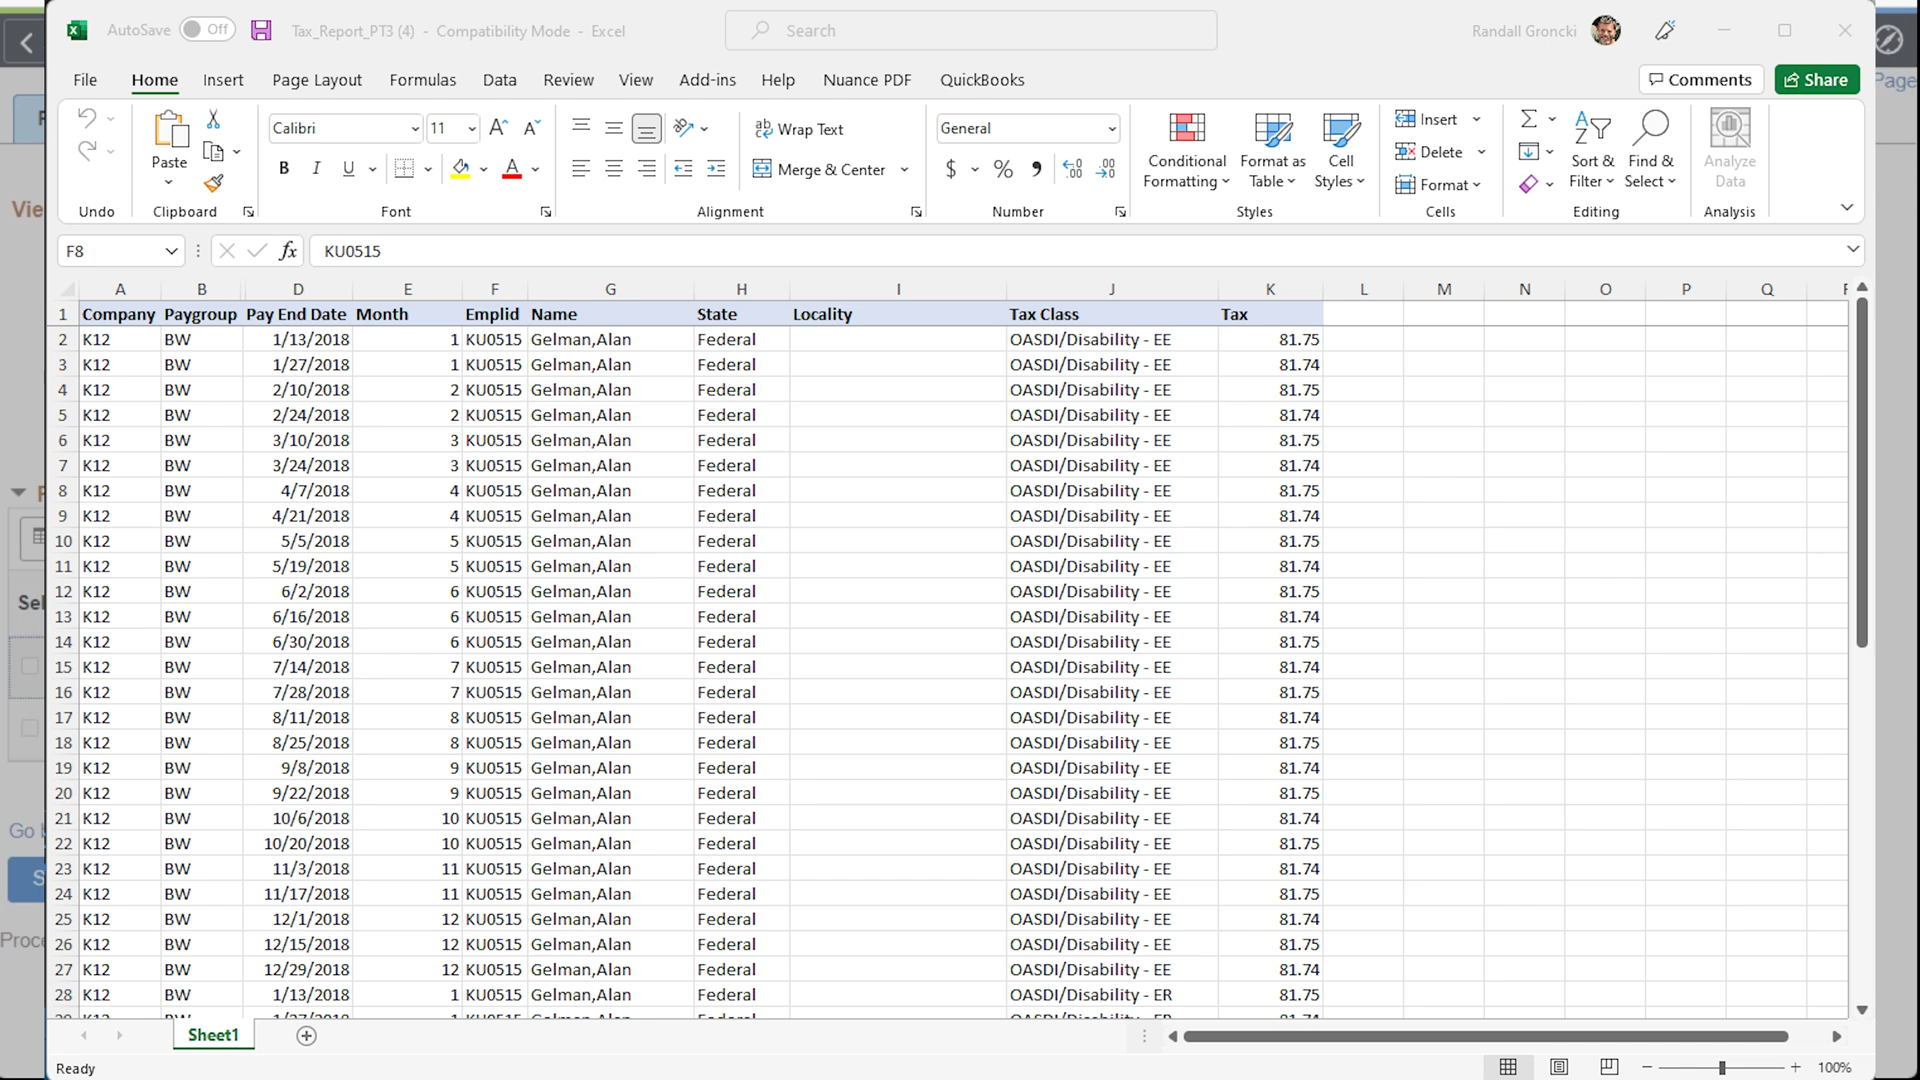 AutoSave Off Tax_Report_PT3 (4) - Compatibility Mode - Excel Search Randall Groncki
File Home Insert Page Layout Formulas Data Review View Add-ins Help Nuance PDF QuickBooks Comments Share
Page
Calibri 11 ab Wrap Text General Insert
Paste Conditional Formatting Format as Table Cell Styles Delete Sort & Filter Find & Select Analyze Data
B I U Merge & Center $ % Format
Undo Clipboard Font Alignment Number Styles Cells Editing Analysis
Vie
F8 fx KU0515
A B D E F G H I J K L M N O P Q
1 Company Paygroup Pay End Date Month Emplid Name State Locality Tax Class Tax
2 K12 BW 1/13/2018 1 KU0515 Gelman,Alan Federal OASDI/Disability - EE 81.75
3 K12 BW 1/27/2018 1 KU0515 Gelman,Alan Federal OASDI/Disability - EE 81.74
4 K12 BW 2/10/2018 2 KU0515 Gelman,Alan Federal OASDI/Disability - EE 81.75
5 K12 BW 2/24/2018 2 KU0515 Gelman,Alan Federal OASDI/Disability - EE 81.74
6 K12 BW 3/10/2018 3 KU0515 Gelman,Alan Federal OASDI/Disability - EE 81.75
7 K12 BW 3/24/2018 3 KU0515 Gelman,Alan Federal OASDI/Disability - EE 81.74
8 K12 BW 4/7/2018 4 KU0515 Gelman,Alan Federal OASDI/Disability - EE 81.75
9 K12 BW 4/21/2018 4 KU0515 Gelman,Alan Federal OASDI/Disability - EE 81.74
10 K12 BW 5/5/2018 5 KU0515 Gelman,Alan Federal OASDI/Disability - EE 81.75
11 K12 BW 5/19/2018 5 KU0515 Gelman,Alan Federal OASDI/Disability - EE 81.74
12 K12 BW 6/2/2018 6 KU0515 Gelman,Alan Federal OASDI/Disability - EE 81.75
Sel
13 K12 BW 6/16/2018 6 KU0515 Gelman,Alan Federal OASDI/Disability - EE 81.74
14 K12 BW 6/30/2018 6 KU0515 Gelman,Alan Federal OASDI/Disability - EE 81.75
15 K12 BW 7/14/2018 7 KU0515 Gelman,Alan Federal OASDI/Disability - EE 81.74
16 K12 BW 7/28/2018 7 KU0515 Gelman,Alan Federal OASDI/Disability - EE 81.75
17 K12 BW 8/11/2018 8 KU0515 Gelman,Alan Federal OASDI/Disability - EE 81.74
18 K12 BW 8/25/2018 8 KU0515 Gelman,Alan Federal OASDI/Disability - EE 81.75
19 K12 BW 9/8/2018 9 KU0515 Gelman,Alan Federal OASDI/Disability - EE 81.74
20 K12 BW 9/22/2018 9 KU0515 Gelman,Alan Federal OASDI/Disability - EE 81.75
21 K12 BW 10/6/2018 10 KU0515 Gelman,Alan Federal OASDI/Disability - EE 81.74
Go
22 K12 BW 10/20/2018 10 KU0515 Gelman,Alan Federal OASDI/Disability - EE 81.75
23 K12 BW 11/3/2018 11 KU0515 Gelman,Alan Federal OASDI/Disability - EE 81.74
24 K12 BW 11/17/2018 11 KU0515 Gelman,Alan Federal OASDI/Disability - EE 81.75
25 K12 BW 12/1/2018 12 KU0515 Gelman,Alan Federal OASDI/Disability - EE 81.74
Proce
26 K12 BW 12/15/2018 12 KU0515 Gelman,Alan Federal OASDI/Disability - EE 81.75
27 K12 BW 12/29/2018 12 KU0515 Gelman,Alan Federal OASDI/Disability - EE 81.74
28 K12 BW 1/13/2018 1 KU0515 Gelman,Alan Federal OASDI/Disability - ER 81.75
Sheet1
Ready 100%